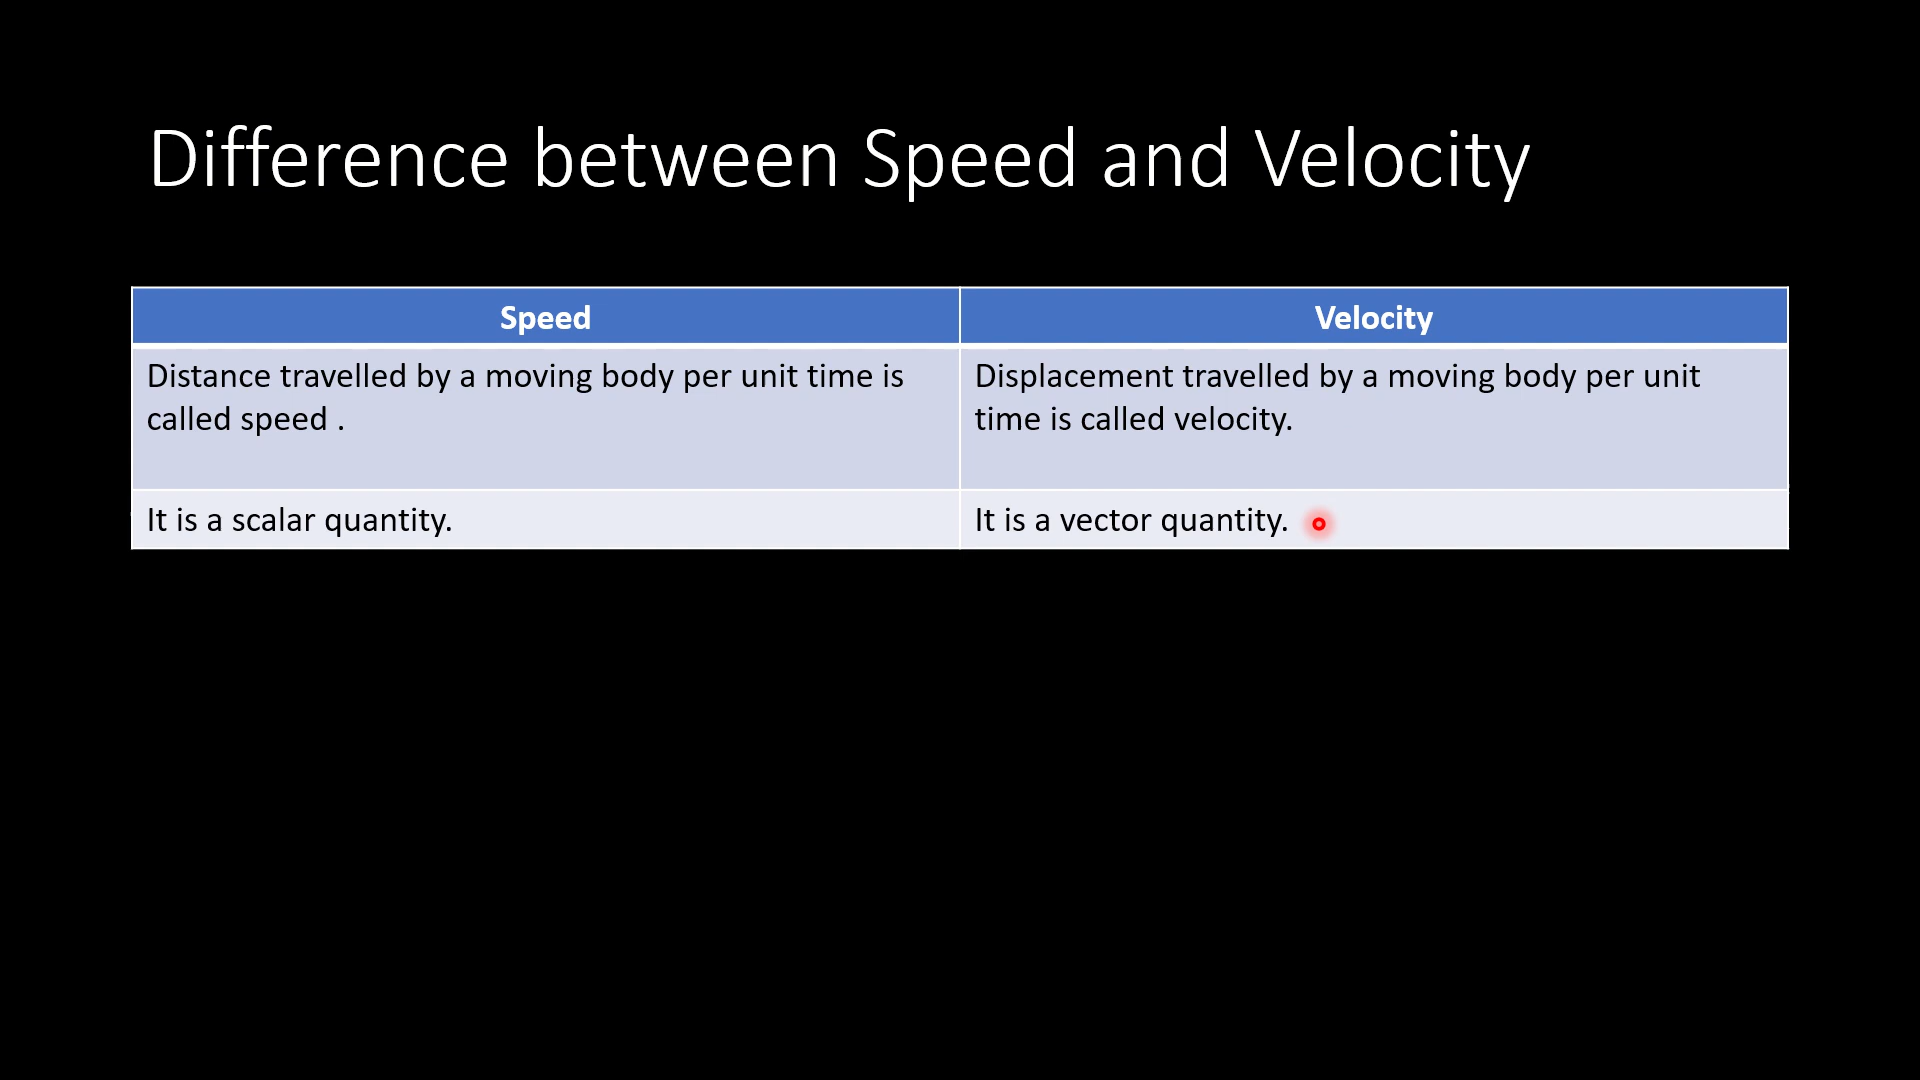 Difference between Speed and Velocity
Speed
Velocity
Distance travelled by a moving body per unit time is
called speed .
Displacement travelled by a moving body per unit
time is called velocity.
It is a scalar quantity.
It is a vector quantity.